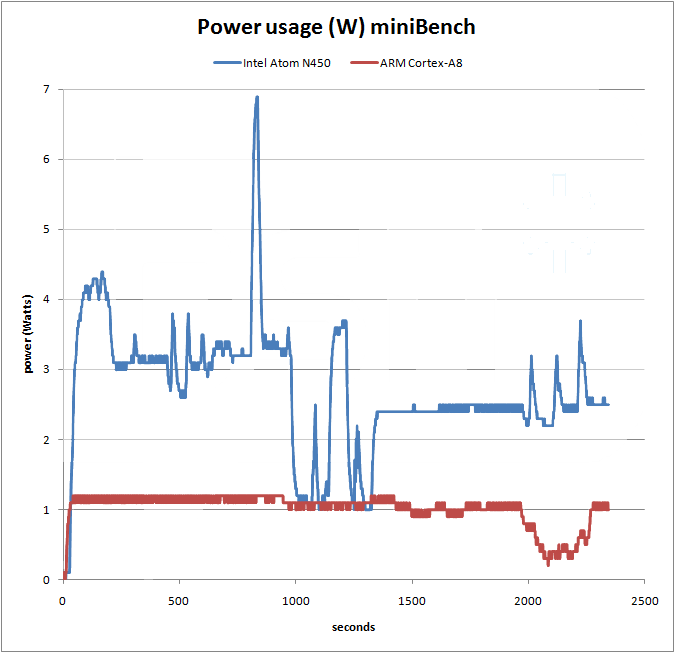 Power usage (W) miniBench
Intel Atom N450 ARM Cortex-A8
7
6
5
4
3
2
1
0
power (Watts)
0 500 1000 1500 2000 2500
seconds